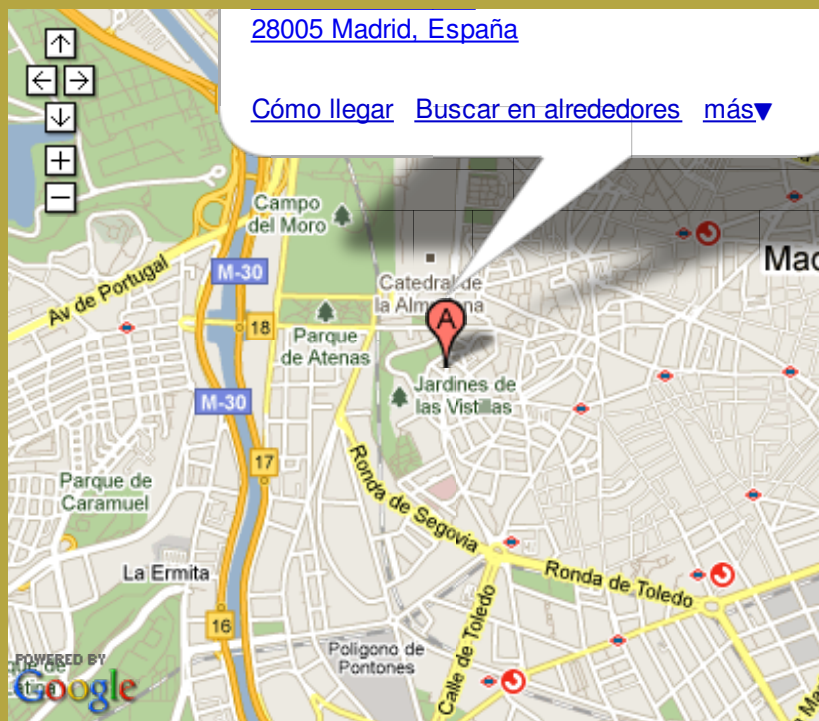 28005 Madrid, España
Cómo llegar Buscar en alrededores más
Campo
del Moro
Mad
M-30
Av de Portugal
Catedral de
la Almudena
A
18
Parque
de Atenas
Jardines de
las Vistillas
M-30
17
Ronda de Segovia
Parque de
Caramuel
La Ermita
Ronda de Toledo
16
Calle de Toledo
Polígono de
Pontones
POWERED BY
Google